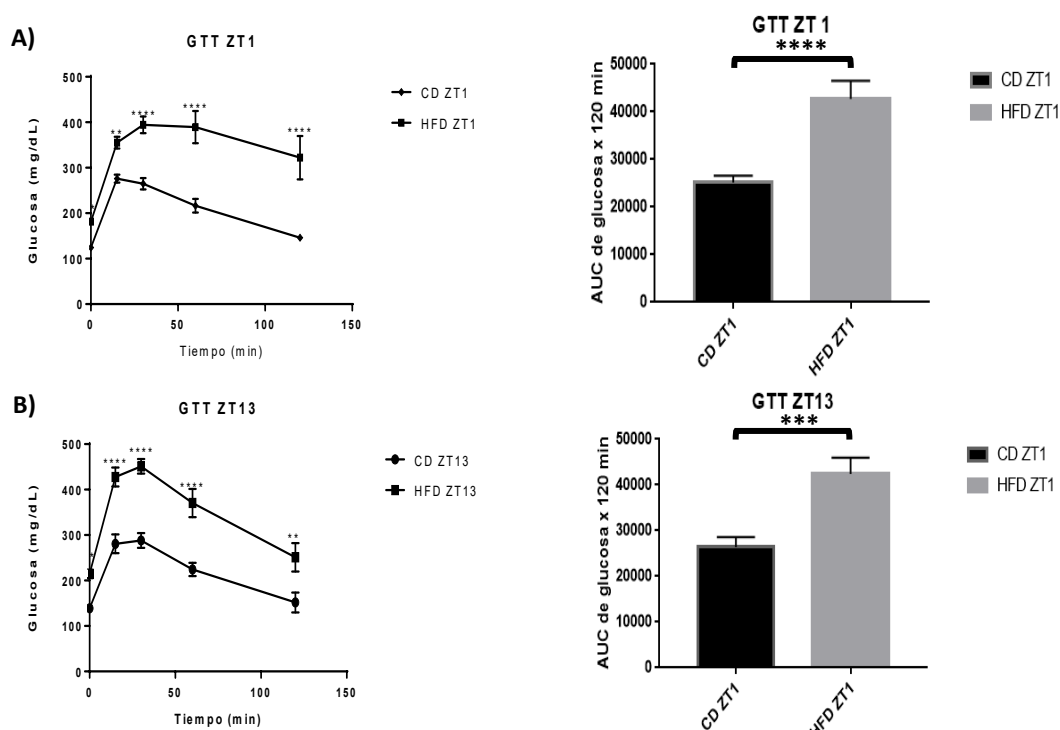 A)
GTT ZT1
Glucosa (mg/dL)
500
400
300
200
100
0
* ** **** **** ****
0 50 100 150
Tiempo (min)
CD ZT1
HFD ZT1
GTT ZT 1
****
AUC de glucosa x 120 min
50000
40000
30000
20000
10000
0
CD ZT1
HFD ZT1
CD ZT1
HFD ZT1
B)
GTT ZT13
Glucosa (mg/dL)
500
400
300
200
100
0
* **** **** **** **
0 50 100 150
Tiempo (min)
CD ZT13
HFD ZT13
GTT ZT13
***
AUC de glucosa x 120 min
50000
40000
30000
20000
10000
0
CD ZT1
HFD ZT1
CD ZT1
HFD ZT1